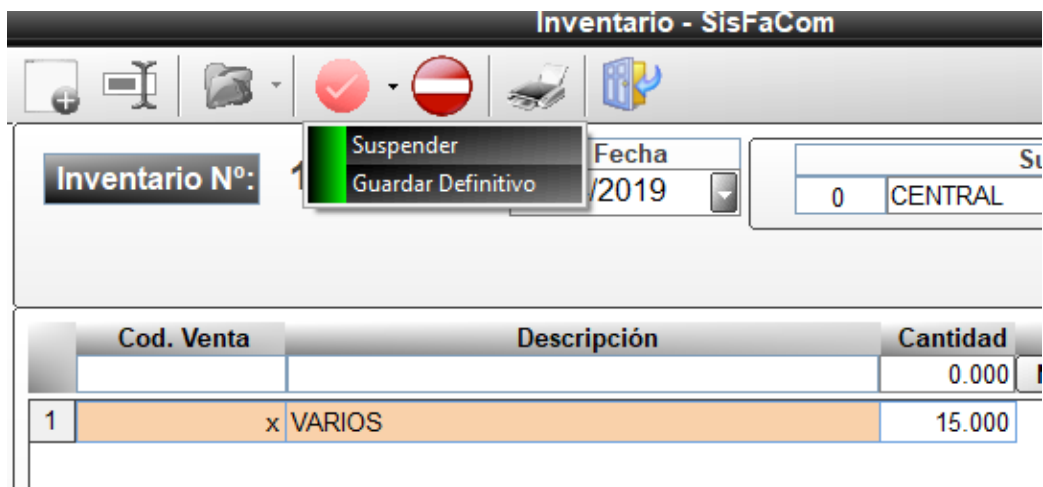 Inventario - SisFaCom
Suspender
Guardar Definitivo
Inventario Nº: 1
Fecha
/2019
0 CENTRAL
Cod. Venta Descripción Cantidad
0.000
1 x VARIOS 15.000